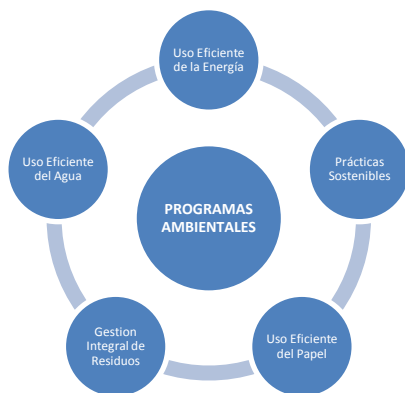 Uso Eficiente
de la Energía
Prácticas
Sostenibles
Uso Eficiente
del Papel
Gestion
Integral de
Residuos
Uso Eficiente
del Agua
PROGRAMAS
AMBIENTALES